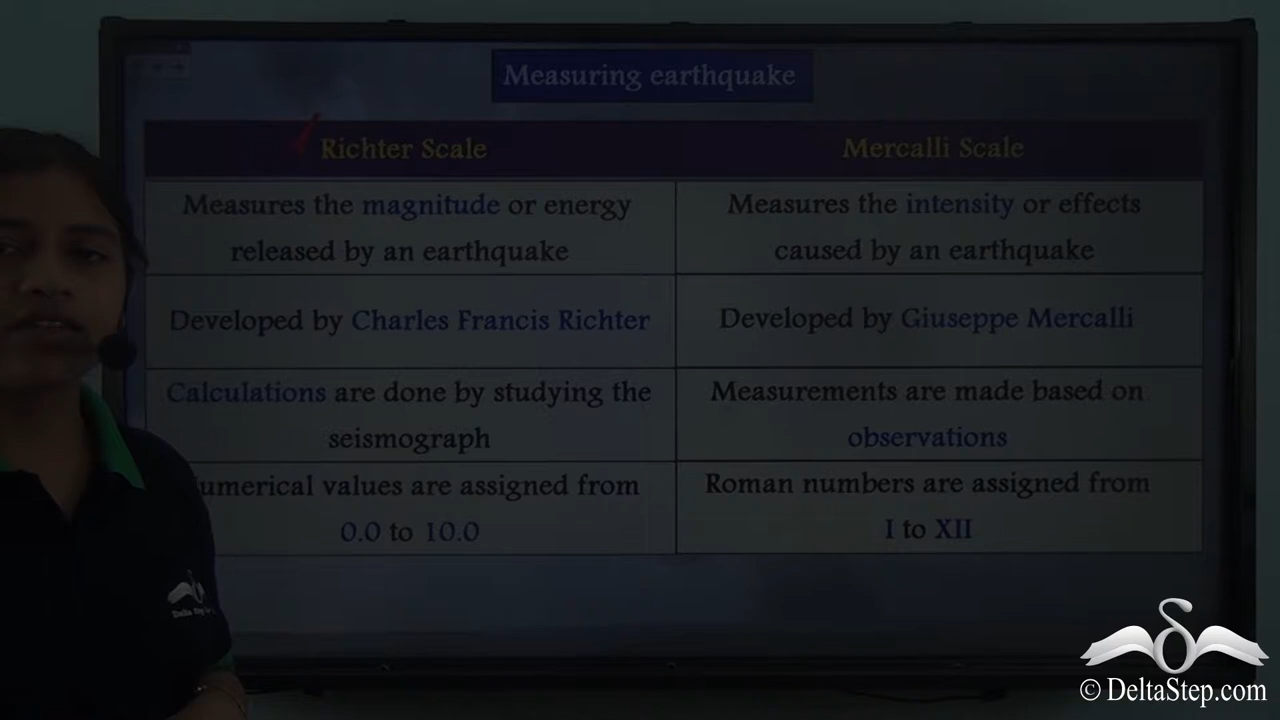 Measuring earthquake
Richter Scale
Mercalli Scale
Measures the magnitude or energy
released by an earthquake
Measures the intensity or effects
caused by an earthquake
Developed by Charles Francis Richter
Developed by Giuseppe Mercalli
Calculations are done by studying the
seismograph
Measurements are made based on
observations
umerical values are assigned from
0.0 to 10.0
Roman numbers are assigned from
I to XII
Delta Step
© DeltaStep.com